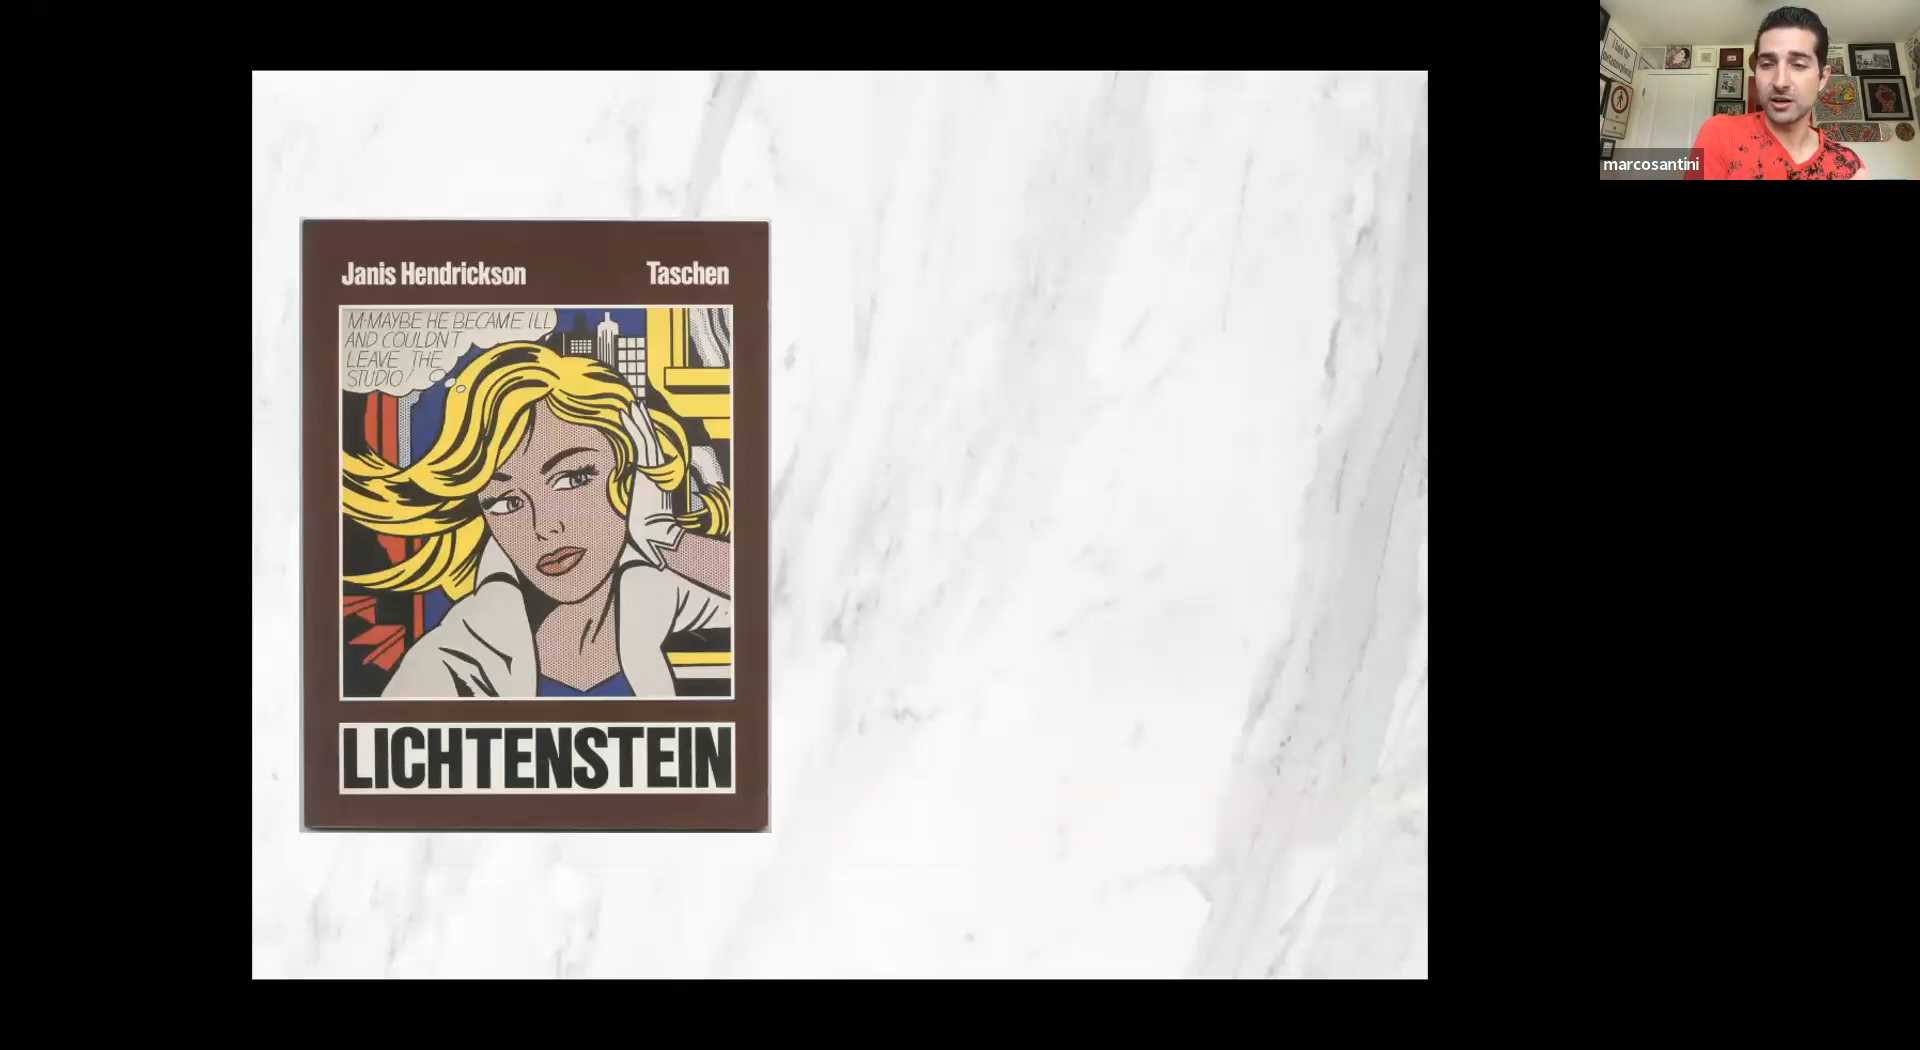 Janis Hendrickson Taschen
M-MAYBE HE BECAME ILL
AND COULDN'T
LEAVE THE
STUDIO!
LICHTENSTEIN
marcosantini